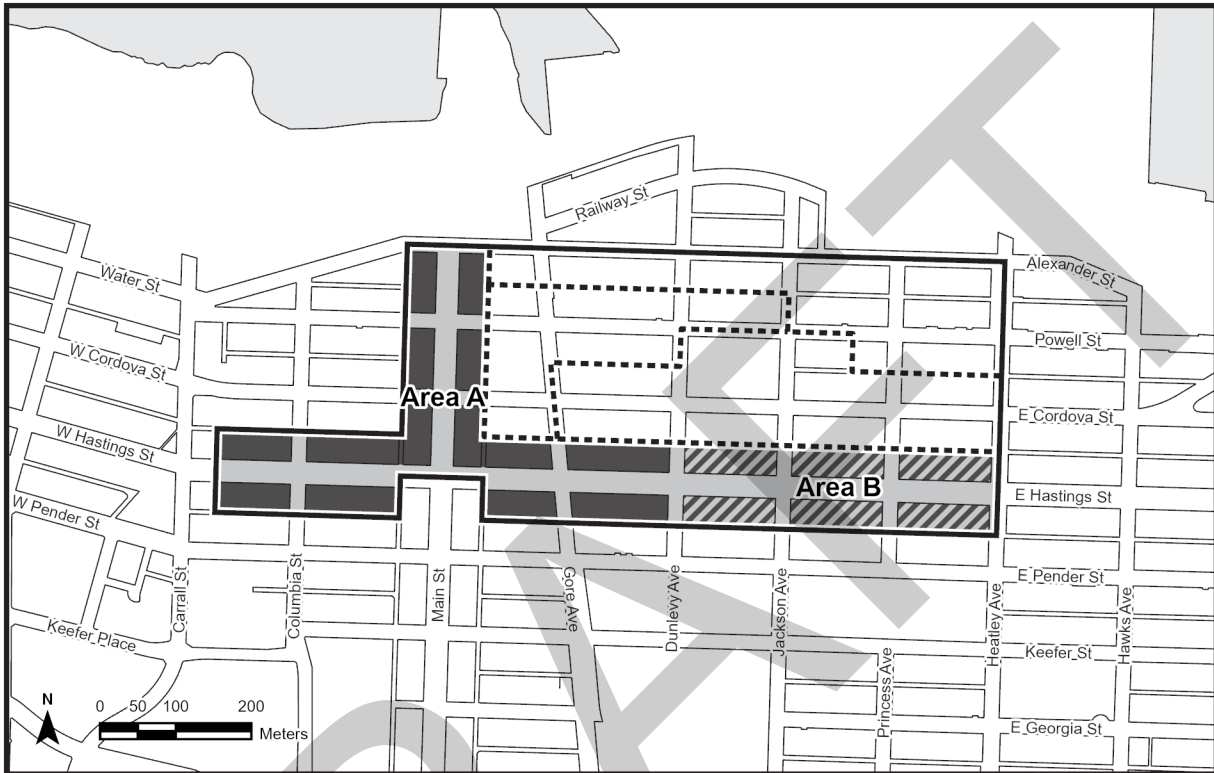 Railway St
Alexander St
Water St
Powell St
W Cordova St
Area A
E Cordova St
W Hastings St
Area B
E Hastings St
W Pender St
E Pender St
Carrall St
Columbia St
Main St
Gore Ave
Dunlevy Ave
Jackson Ave
Princess Ave
Heatley Ave
Hawks Ave
Keefer Place
Keefer St
E Georgia St
N
0 50 100 200
Meters
DRAFT